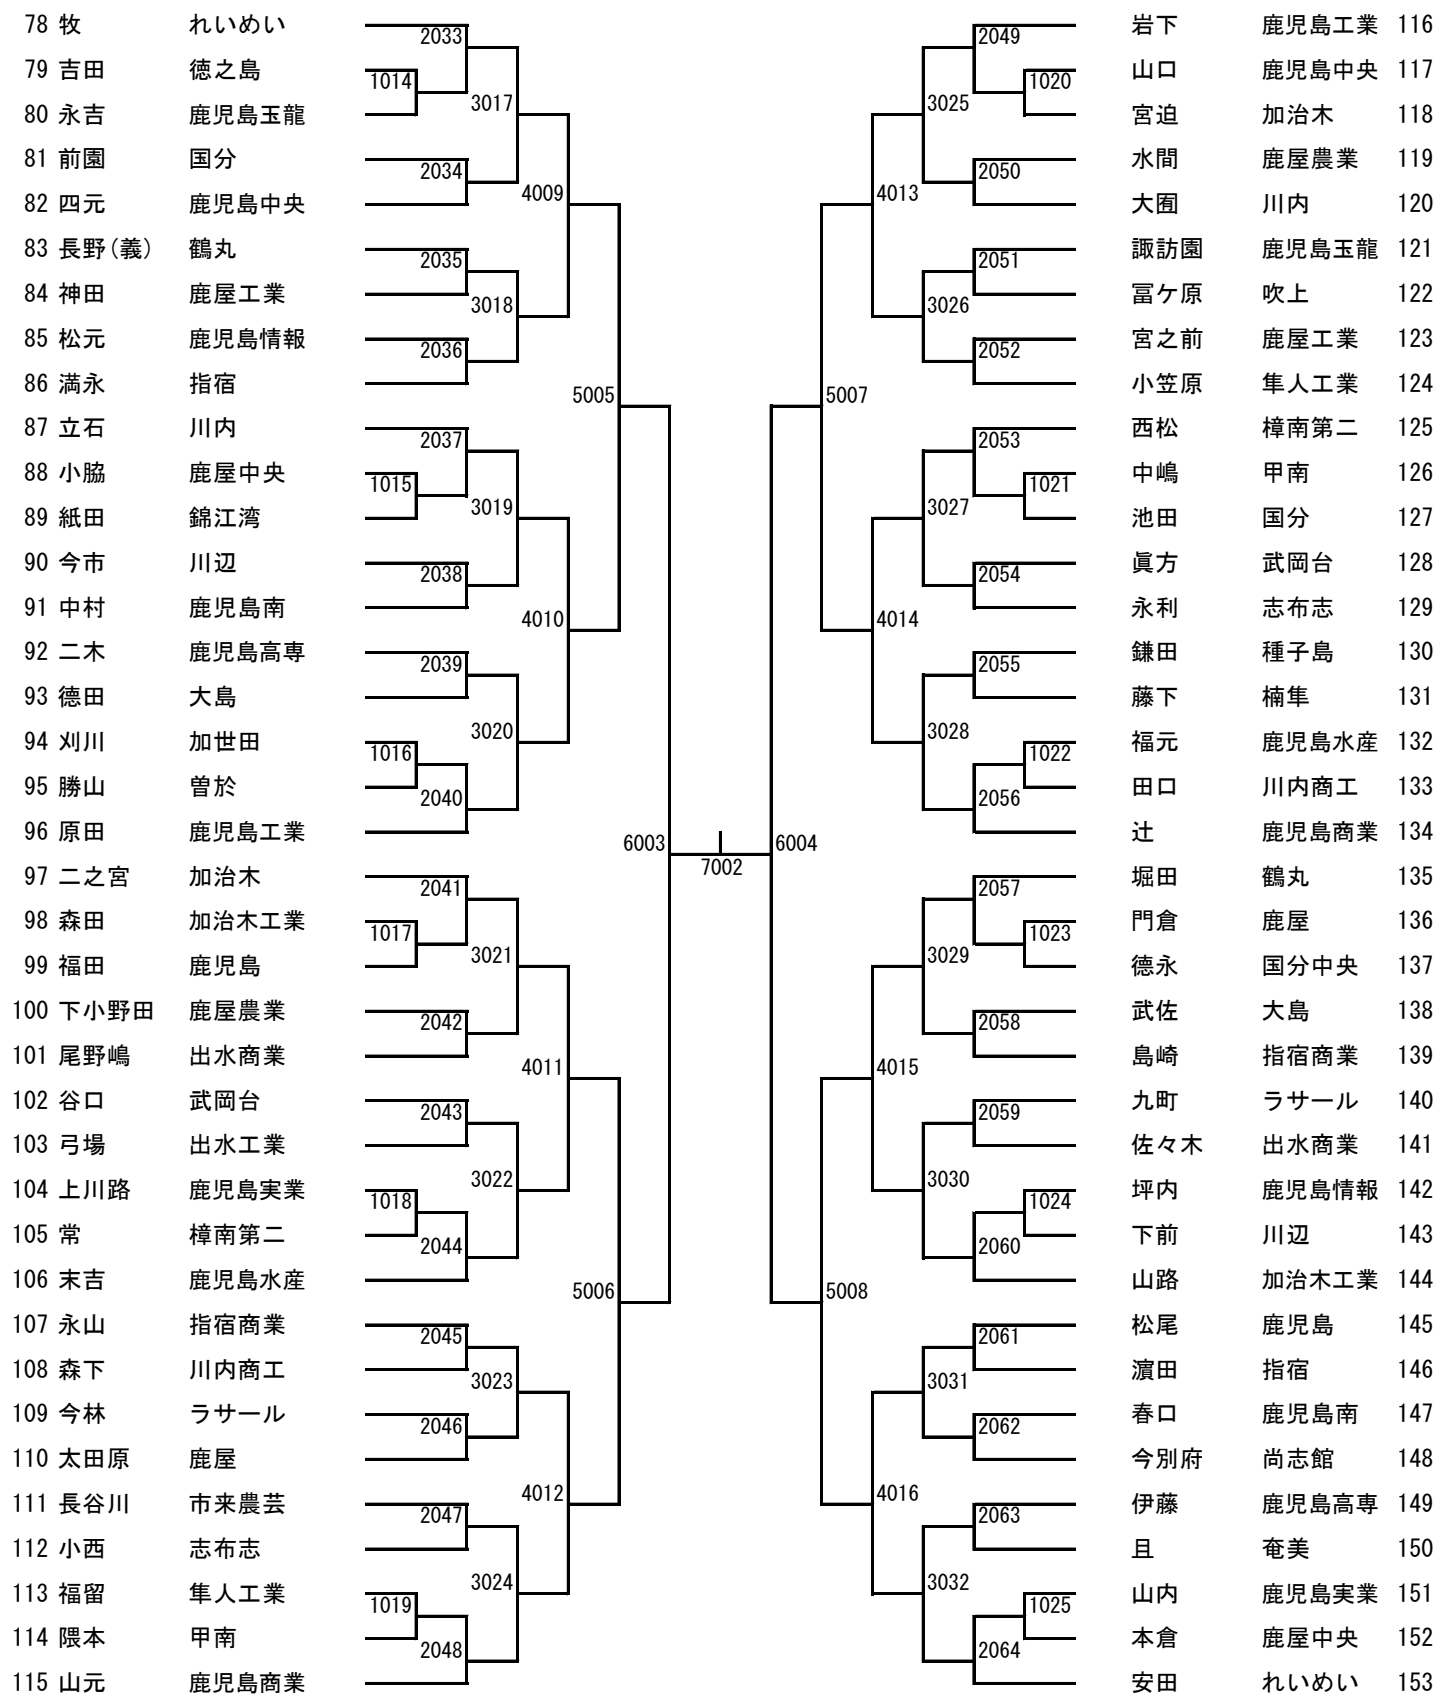 78 牧 れいめい 2033 2049 岩下 鹿児島工業 116
79 吉田 徳之島 1014 1020 山口 鹿児島中央 117
3017 3025
80 永吉 鹿児島玉龍 宮迫 加治木 118
81 前園 国分 2034 2050 水間 鹿屋農業 119
4009 4013
82 四元 鹿児島中央 大囿 川内 120
83 長野(義) 鶴丸 2035 2051 諏訪園 鹿児島玉龍 121
84 神田 鹿屋工業 3018 3026 冨ケ原 吹上 122
85 松元 鹿児島情報 2036 2052 宮之前 鹿屋工業 123
86 満永 指宿 小笠原 隼人工業 124
5005 5007
87 立石 川内 2037 2053 西松 樟南第二 125
88 小脇 鹿屋中央 1015 1021 中嶋 甲南 126
3019 3027
89 紙田 錦江湾 池田 国分 127
90 今市 川辺 2038 2054 眞方 武岡台 128
91 中村 鹿児島南 4010 4014 永利 志布志 129
92 二木 鹿児島高専 2039 2055 鎌田 種子島 130
93 德田 大島 藤下 楠隼 131
3020 3028
94 刈川 加世田 1016 1022 福元 鹿児島水産 132
95 勝山 曽於 2040 2056 田口 川内商工 133
96 原田 鹿児島工業 辻 鹿児島商業 134
6003 7002 6004
97 二之宮 加治木 2041 2057 堀田 鶴丸 135
98 森田 加治木工業 1017 1023 門倉 鹿屋 136
3021 3029
99 福田 鹿児島 德永 国分中央 137
100 下小野田 鹿屋農業 2042 2058 武佐 大島 138
101 尾野嶋 出水商業 4011 4015 島崎 指宿商業 139
102 谷口 武岡台 2043 2059 九町 ラサール 140
103 弓場 出水工業 佐々木 出水商業 141
3022 3030
104 上川路 鹿児島実業 1018 1024 坪内 鹿児島情報 142
105 常 樟南第二 2044 2060 下前 川辺 143
106 末吉 鹿児島水産 5006 5008 山路 加治木工業 144
107 永山 指宿商業 2045 2061 松尾 鹿児島 145
108 森下 川内商工 3023 3031 濵田 指宿 146
109 今林 ラサール 2046 2062 春口 鹿児島南 147
110 太田原 鹿屋 今別府 尚志館 148
4012 4016
111 長谷川 市来農芸 2047 2063 伊藤 鹿児島高専 149
112 小西 志布志 且 奄美 150
3024 3032
113 福留 隼人工業 1019 1025 山内 鹿児島実業 151
114 隈本 甲南 2048 2064 本倉 鹿屋中央 152
115 山元 鹿児島商業 安田 れいめい 153